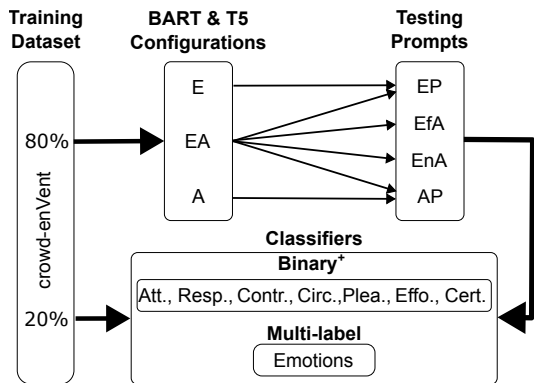 Training
Dataset
BART & T5
Configurations
Testing
Prompts
80%
crowd-enVent
20%
E
EA
A
EP
EfA
EnA
AP
Classifiers
Binary+
Att., Resp., Contr., Circ.,Plea., Effo., Cert.
Multi-label
Emotions